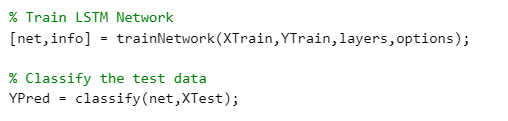 % Train LSTM Network
[net,info] = trainNetwork(XTrain,YTrain,layers,options);
% Classify the test data
YPred = classify(net,XTest);